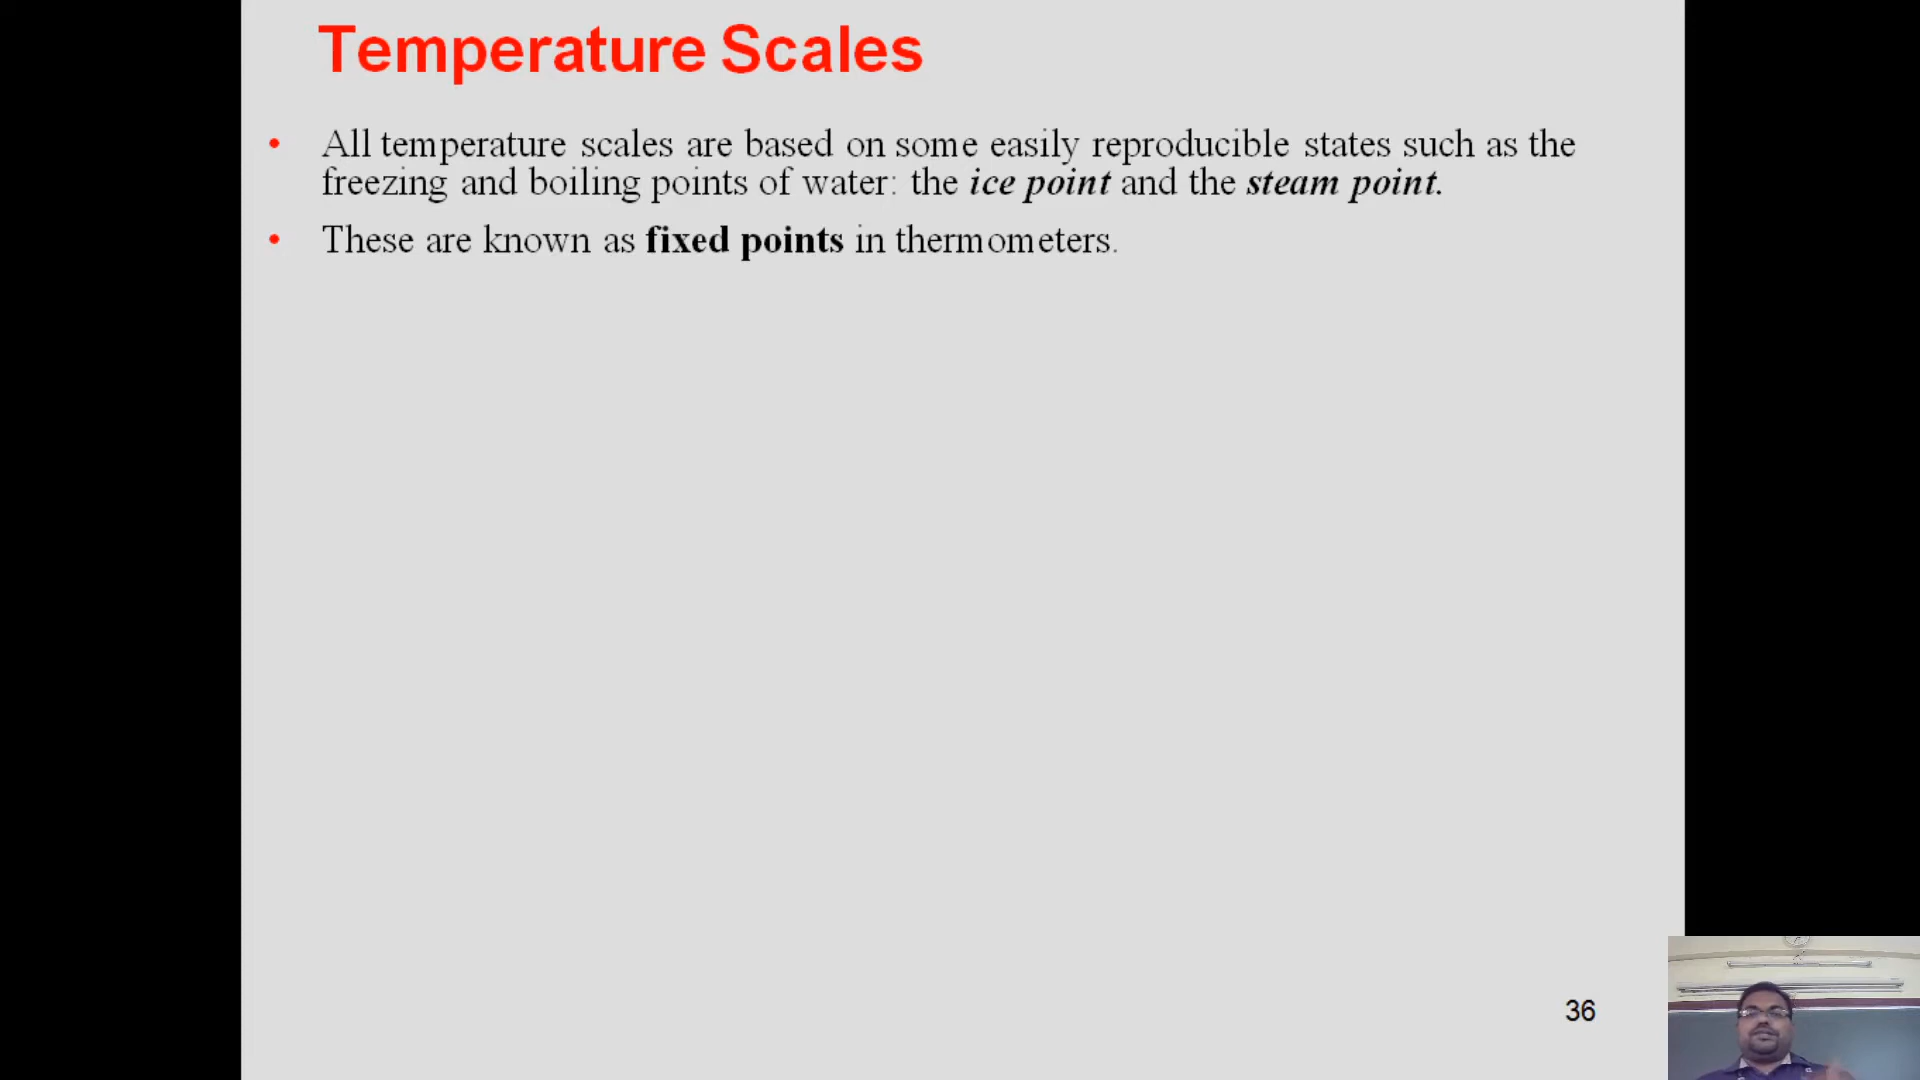 Temperature Scales
• All temperature scales are based on some easily reproducible states such as the
freezing and boiling points of water: the ice point and the steam point.
• These are known as fixed points in thermometers.
36